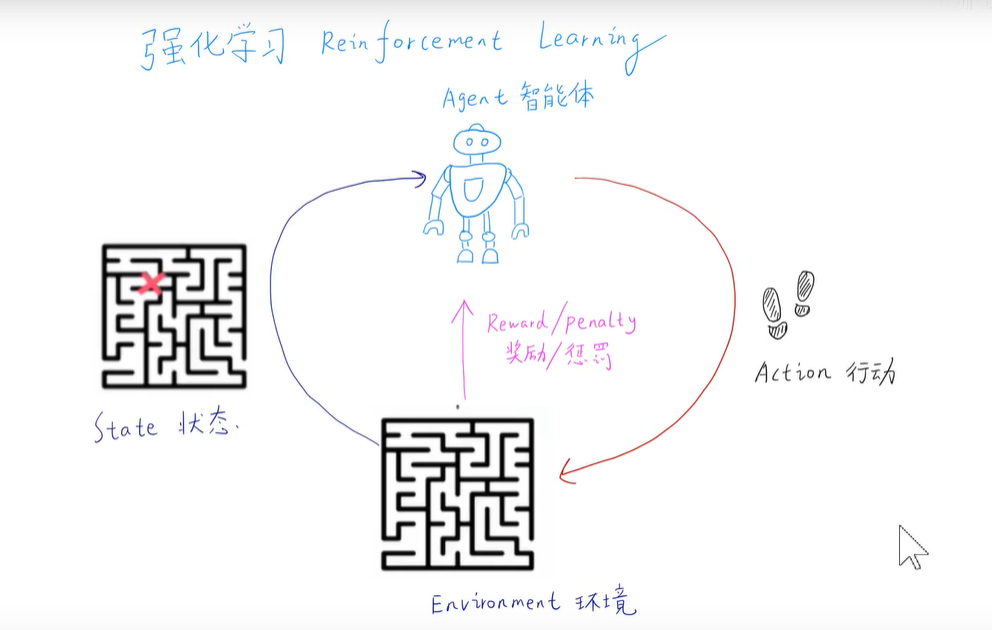 强化学习 Reinforcement Learning
Agent 智能体
Reward/penalty
奖励/惩罚
Action 行动
State 状态.
Environment 环境